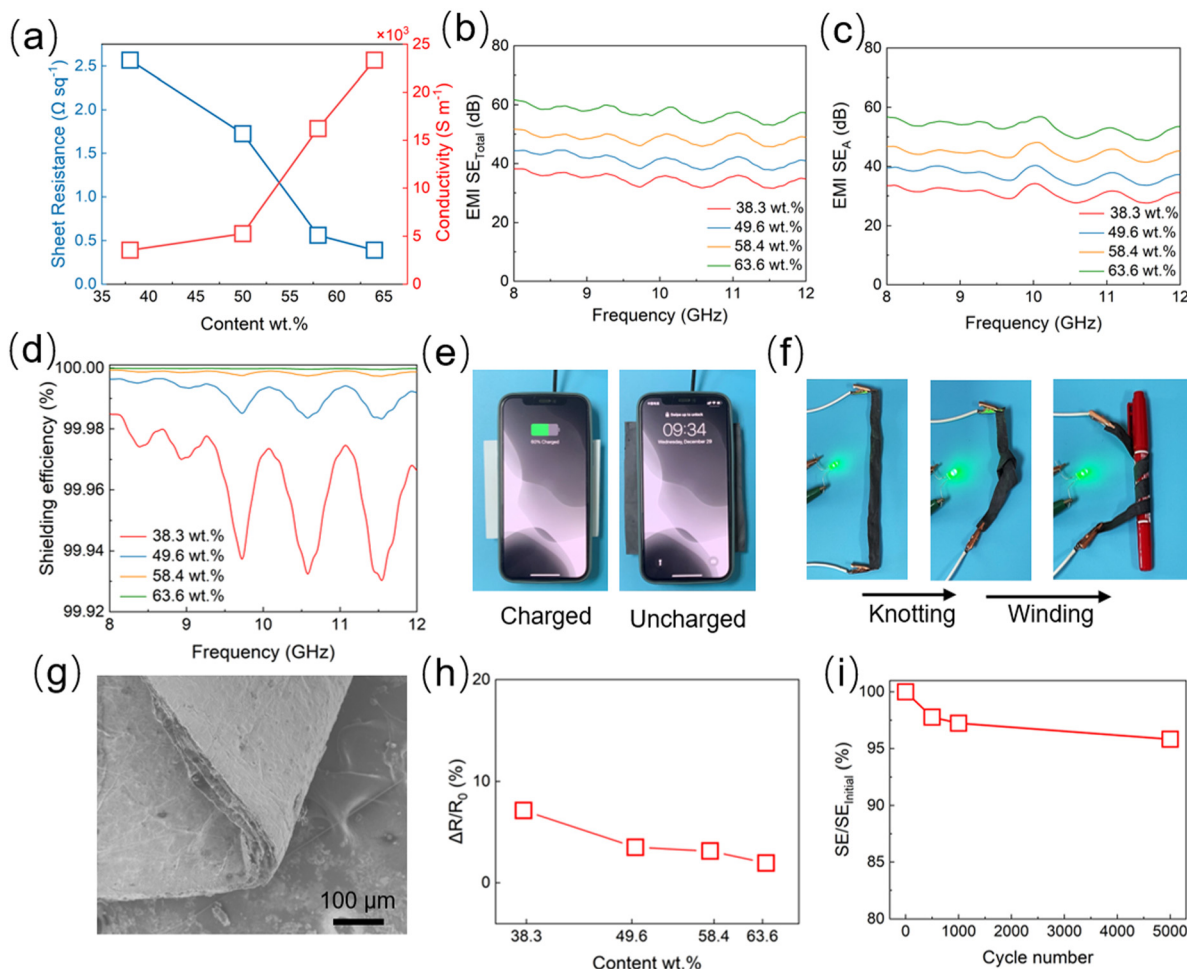 (a)
×10³
Sheet Resistance (Ω sq⁻¹)
2.5
2.0
1.5
1.0
0.5
0.0
25
20
15
10
5
0
Conductivity (S m⁻¹)
35 40 45 50 55 60 65
Content wt.%
(b)
EMI SE_Total (dB)
80
60
40
20
0
38.3 wt.%
49.6 wt.%
58.4 wt.%
63.6 wt.%
8 9 10 11 12
Frequency (GHz)
(c)
EMI SE_A (dB)
80
60
40
20
0
38.3 wt.%
49.6 wt.%
58.4 wt.%
63.6 wt.%
8 9 10 11 12
Frequency (GHz)
(d)
Shielding efficiency (%)
100.00
99.98
99.96
99.94
99.92
38.3 wt.%
49.6 wt.%
58.4 wt.%
63.6 wt.%
8 9 10 11 12
Frequency (GHz)
(e)
09:34
Wednesday, December 29
Charged Uncharged
(f)
Knotting Winding
(g)
100 μm
(h)
ΔR/R₀ (%)
20
10
0
38.3 49.6 58.4 63.6
Content wt.%
(i)
SE/SE_Initial (%)
100
95
90
85
80
0 1000 2000 3000 4000 5000
Cycle number